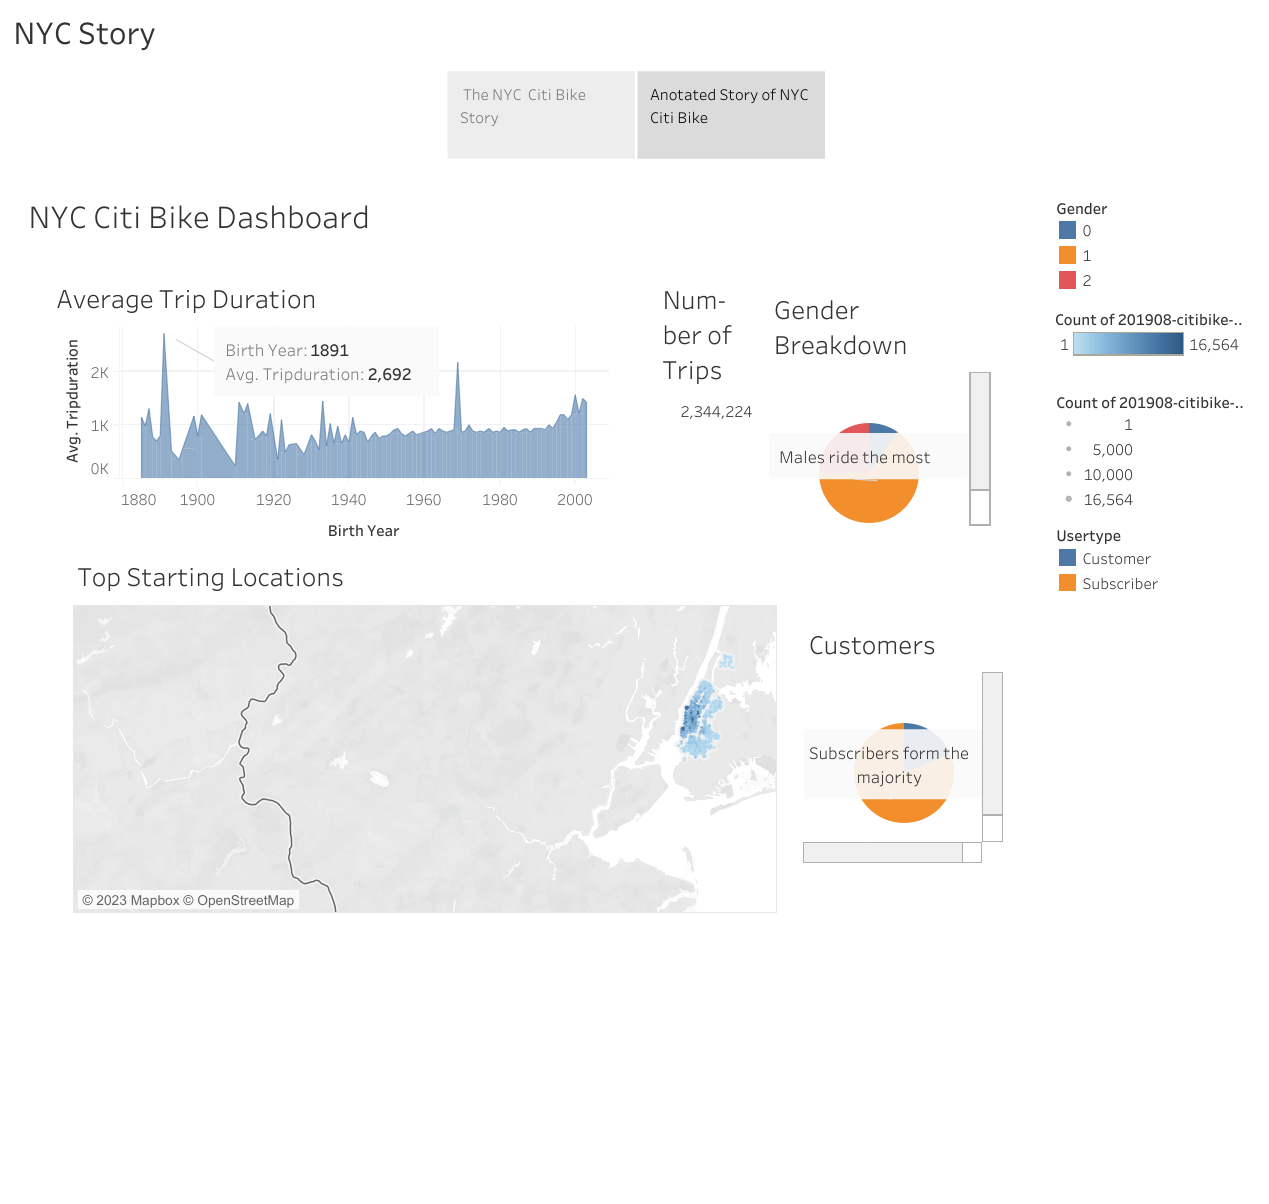 NYC Story
The NYC  Citi Bike
Story
Anotated Story of NYC
Citi Bike
NYC Citi Bike Dashboard
Average Trip Duration
Avg. Tripduration
2K
1K
0K
Birth Year: 1891
Avg. Tripduration: 2,692
1880 1900 1920 1940 1960 1980 2000
Birth Year
Num-
ber of
Trips
2,344,224
Gender
Breakdown
Males ride the most
Top Starting Locations
© 2023 Mapbox © OpenStreetMap
Customers
Subscribers form the
majority
Gender
0
1
2
Count of 201908-citibike-..
1 16,564
Count of 201908-citibike-..
1
5,000
10,000
16,564
Usertype
Customer
Subscriber